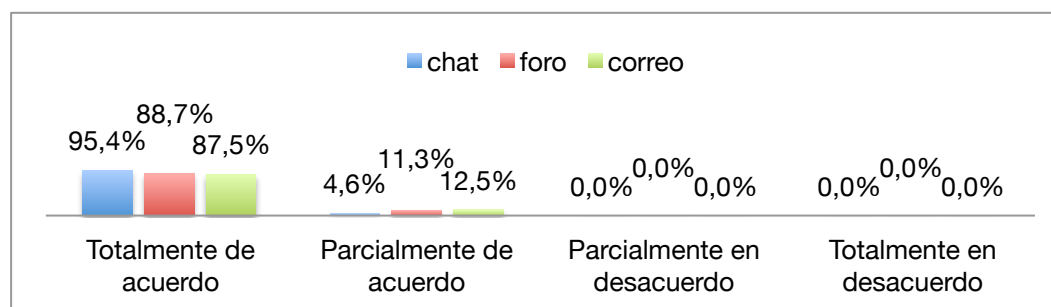 chat foro correo
88,7%
95,4% 87,5%
11,3%
4,6% 12,5%
0,0%
0,0% 0,0%
0,0%
0,0% 0,0%
Totalmente de acuerdo
Parcialmente de acuerdo
Parcialmente en desacuerdo
Totalmente en desacuerdo